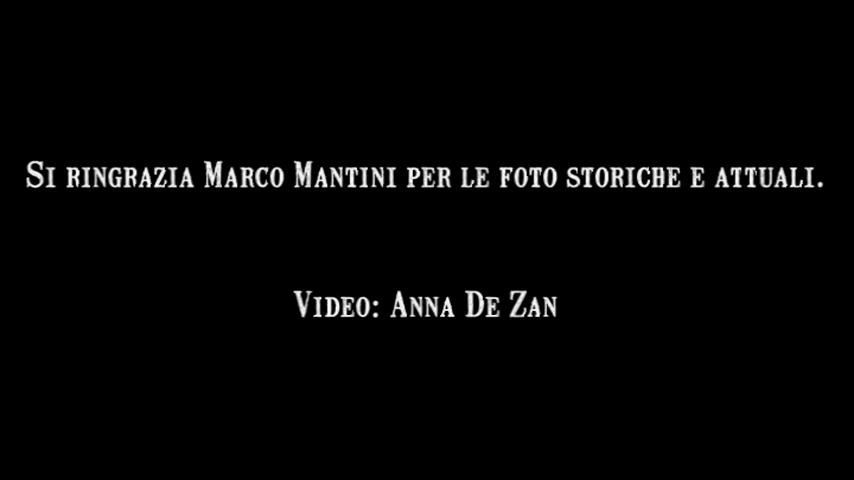 Si ringrazia Marco Mantini per le foto storiche e attuali.
Video: Anna De Zan